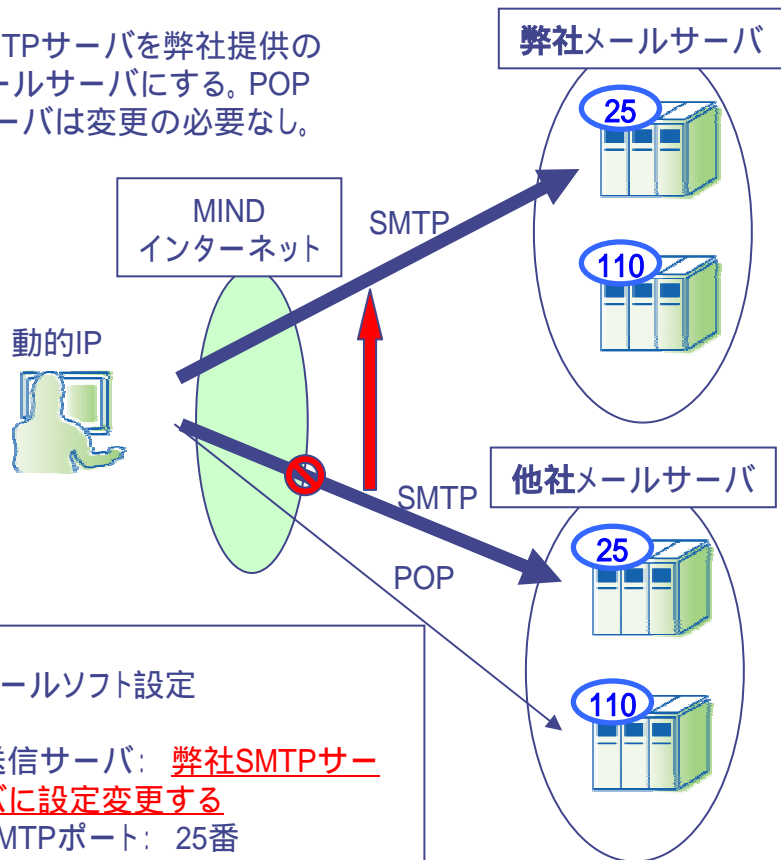 TPサーバを弊社提供の
ールサーバにする。POP
ーバは変更の必要なし。
弊社メールサーバ
25
110
MIND
インターネット
SMTP
動的IP
他社メールサーバ
SMTP
25
POP
110
ールソフト設定
送信サーバ: 弊社SMTPサー
バに設定変更する
MTPポート: 25番